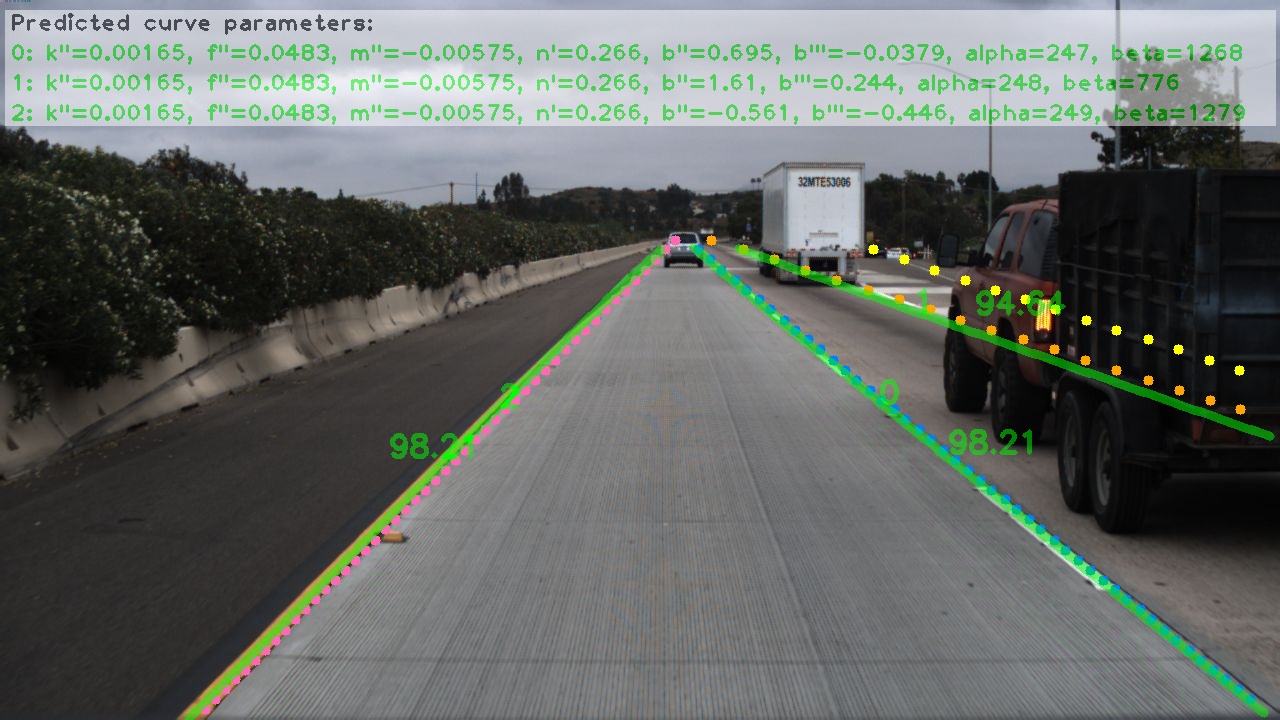 Predicted curve parameters:
0: k''=0.00165, f''=0.0483, m''=−0.00575, n'=0.266, b''=0.695, b'''=−0.0379, alpha=247, beta=1268
1: k''=0.00165, f''=0.0483, m''=−0.00575, n'=0.266, b''=1.61, b'''=0.244, alpha=248, beta=776
2: k''=0.00165, f''=0.0483, m''=−0.00575, n'=0.266, b''=−0.561, b'''=−0.446, alpha=249, beta=1279
32MTE53006
1 94.64
2
0
98.2
98.21